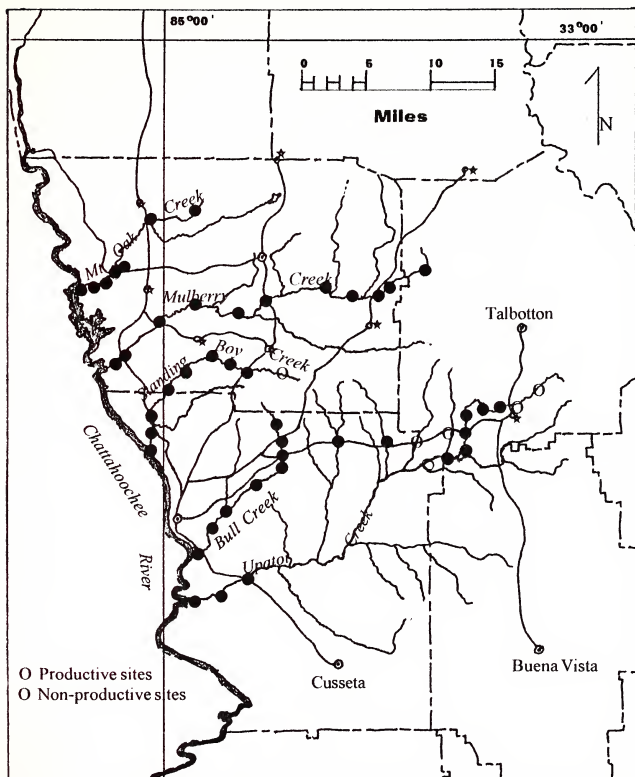 85°00'
33°00'
0 5 10 15
Miles
N
Mt. Oak Creek
Mulberry Creek
Talbotton
Standing Boy Creek
Chattahoochee River
Bull Creek
Upatoi Creek
O Productive sites
O Non-productive sites
Cusseta
Buena Vista